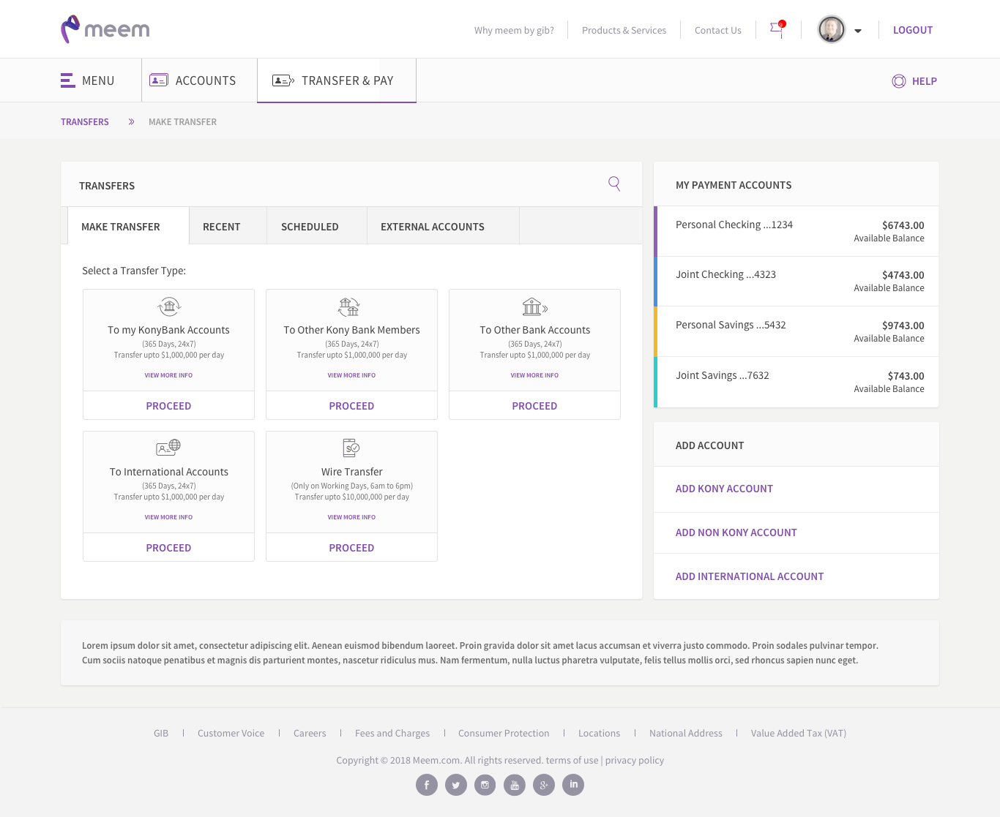 meem
Why meem by gib?
Products & Services
Contact Us
9
LOGOUT
MENU
ACCOUNTS
TRANSFER & PAY
HELP
TRANSFERS
MAKE TRANSFER
TRANSFERS
MAKE TRANSFER
RECENT
SCHEDULED
EXTERNAL ACCOUNTS
Select a Transfer Type:
To my KonyBank Accounts
(365 Days, 24x7)
Transfer upto $1,000,000 per day
VIEW MORE INFO
PROCEED
To Other Kony Bank Members
(365 Days, 24x7)
Transfer upto $1,000,000 per day
VIEW MORE INFO
PROCEED
To Other Bank Accounts
(365 Days, 24x7)
Transfer upto $1,000,000 per day
VIEW MORE INFO
PROCEED
To International Accounts
(365 Days, 24x7)
Transfer upto $1,000,000 per day
VIEW MORE INFO
PROCEED
Wire Transfer
(Only on Working Days, 6am to 6pm)
Transfer upto $10,000,000 per day
VIEW MORE INFO
PROCEED
MY PAYMENT ACCOUNTS
Personal Checking ...1234
$6743.00
Available Balance
Joint Checking ...4323
$4743.00
Available Balance
Personal Savings ...5432
$9743.00
Available Balance
Joint Savings ...7632
$743.00
Available Balance
ADD ACCOUNT
ADD KONY ACCOUNT
ADD NON KONY ACCOUNT
ADD INTERNATIONAL ACCOUNT
Lorem ipsum dolor sit amet, consectetur adipiscing elit. Aenean euismod bibendum laoreet. Proin gravida dolor sit amet lacus accumsan et viverra justo commodo. Proin sodales pulvinar tempor.
Cum sociis natoque penatibus et magnis dis parturient montes, nascetur ridiculus mus. Nam fermentum, nulla luctus pharetra vulputate, felis tellus mollis orci, sed rhoncus sapien nunc eget.
GIB | Customer Voice | Careers | Fees and Charges | Consumer Protection | Locations | National Address | Value Added Tax (VAT)
Copyright © 2018 Meem.com. All rights reserved. terms of use | privacy policy